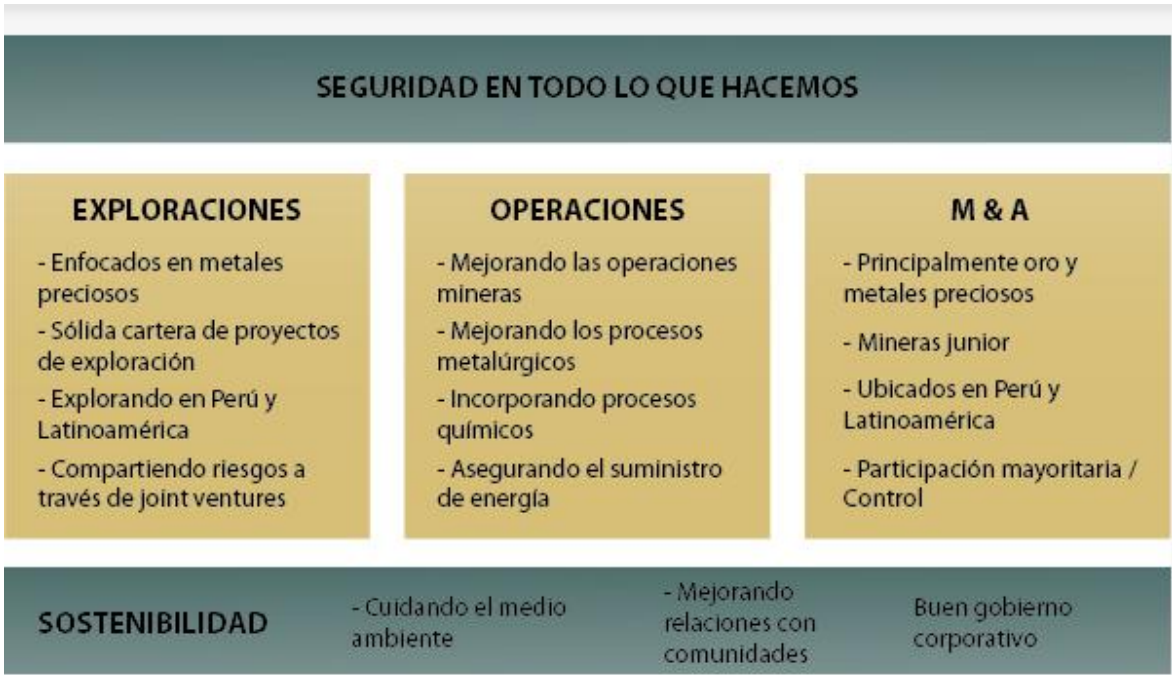 SEGURIDAD EN TODO LO QUE HACEMOS
EXPLORACIONES
- Enfocados en metales
preciosos
- Sólida cartera de proyectos
de exploración
- Explorando en Perú y
Latinoamérica
- Compartiendo riesgos a
través de joint ventures
OPERACIONES
- Mejorando las operaciones
mineras
- Mejorando los procesos
metalúrgicos
- Incorporando procesos
químicos
- Asegurando el suministro
de energía
M & A
- Principalmente oro y
metales preciosos
- Mineras junior
- Ubicados en Perú y
Latinoamérica
- Participación mayoritaria /
Control
SOSTENIBILIDAD
- Cuidando el medio
ambiente
- Mejorando
relaciones con
comunidades
Buen gobierno
corporativo